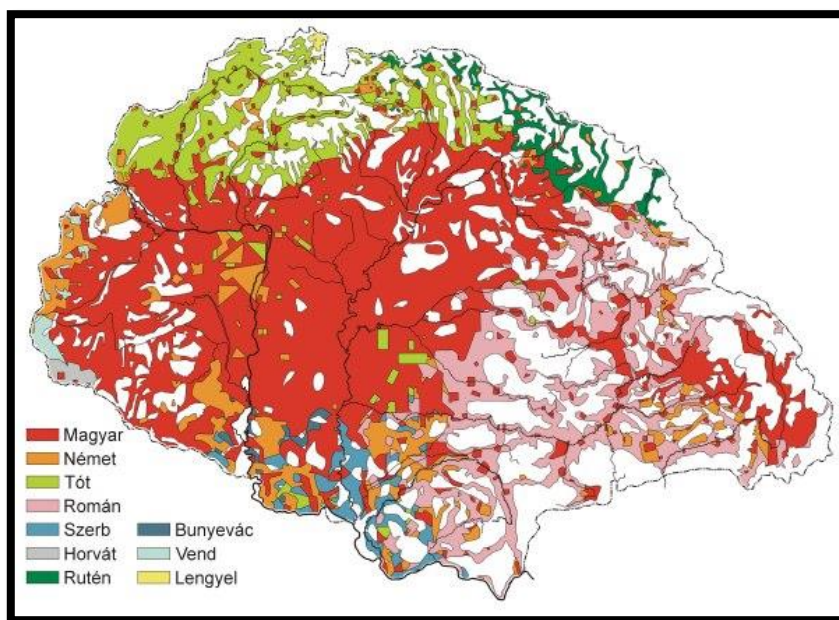 Magyar
Német
Tót
Román
Szerb
Horvát
Rutén
Bunyevác
Vend
Lengyel